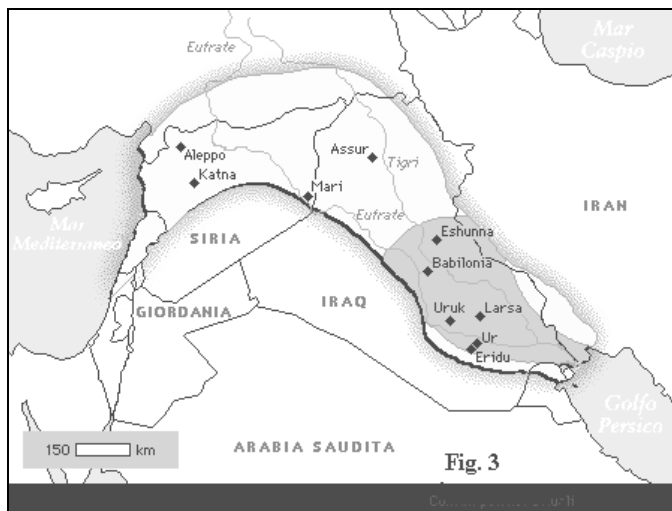 Eufrate
Mar
Caspio
Aleppo
Katna
Assur
Tigri
Mari
Mar
Mediterraneo
SIRIA
Eufrate
Eshunna
IRAN
Babilonia
GIORDANIA
IRAQ
Uruk
Larsa
Ur
Eridu
Golfo
Persico
150 km
ARABIA SAUDITA
Fig. 3